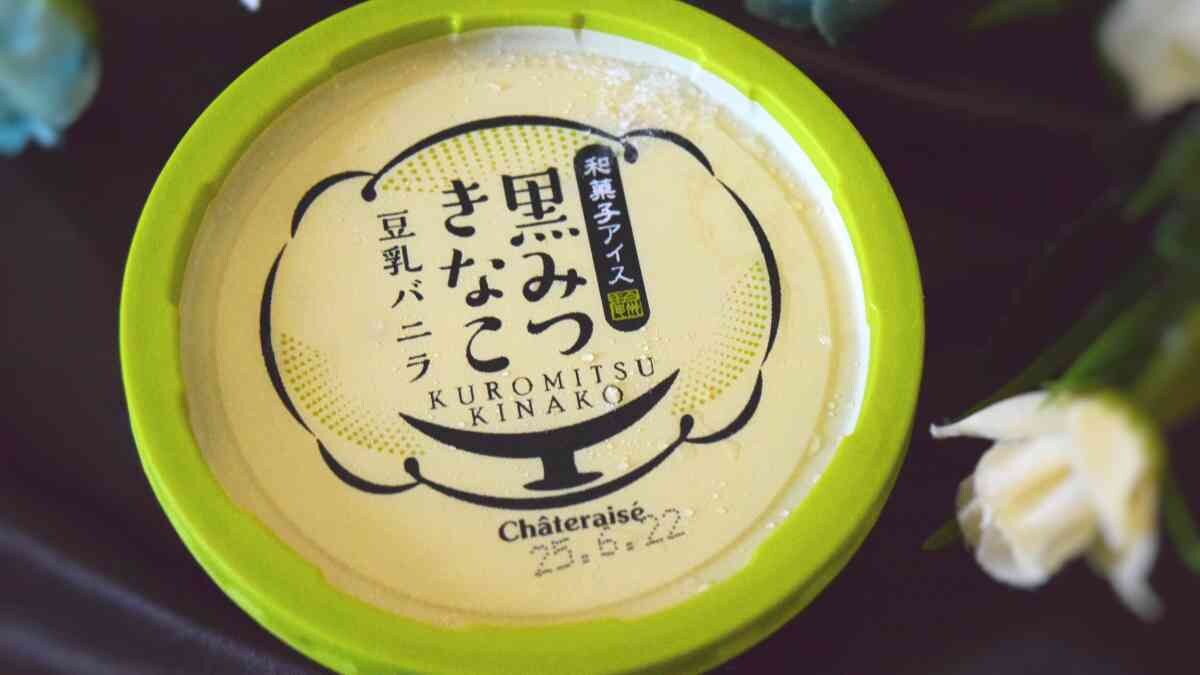 和菓子アイス
黒みつ
きなこ
豆乳バニラ
KUROMITSU
KINAKO
Châteraisé
25.6.22